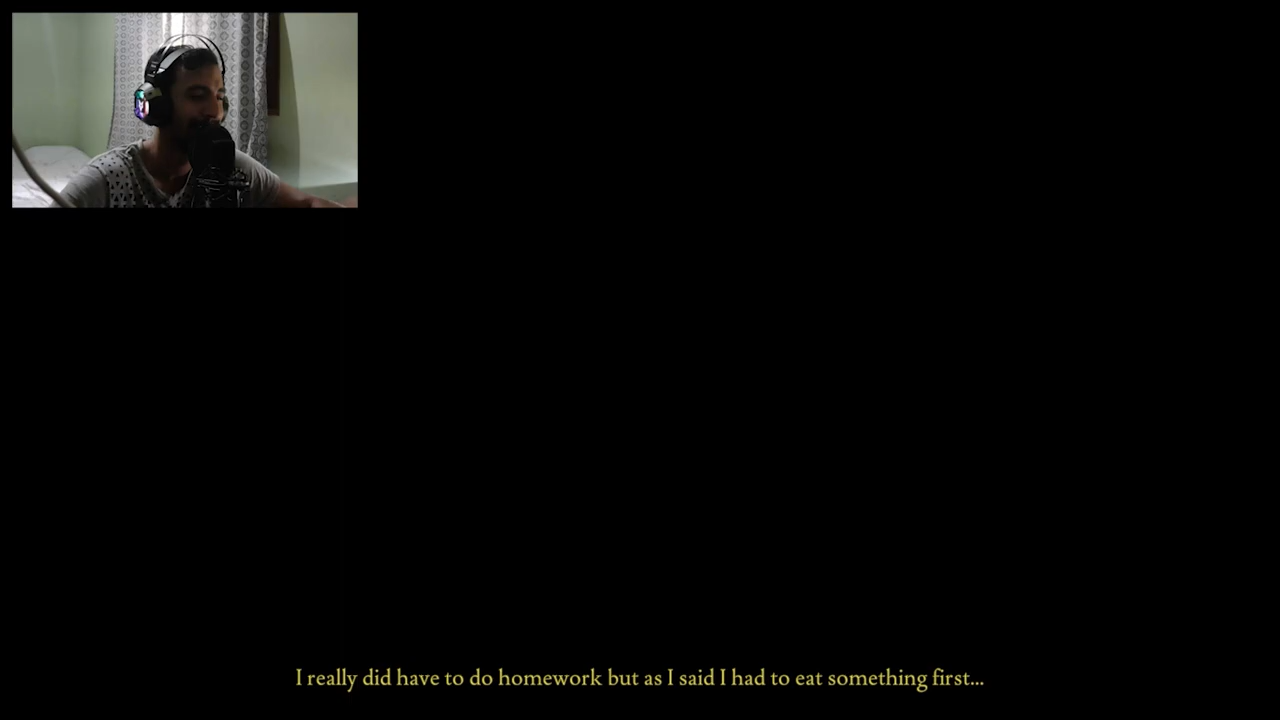 I really did have to do homework but as I said I had to eat something first...